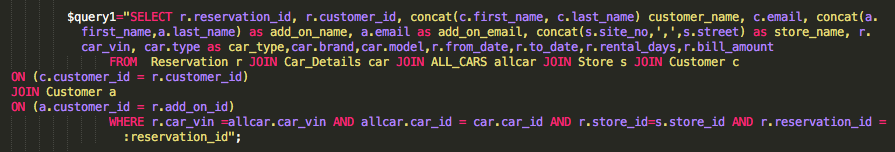 $query1="SELECT r.reservation_id, r.customer_id, concat(c.first_name, c.last_name) customer_name, c.email, concat(a.
first_name,a.last_name) as add_on_name, a.email as add_on_email, concat(s.site_no,',',s.street) as store_name, r.
car_vin, car.type as car_type,car.brand,car.model,r.from_date,r.to_date,r.rental_days,r.bill_amount
FROM  Reservation r JOIN Car_Details car JOIN ALL_CARS allcar JOIN Store s JOIN Customer c
ON (c.customer_id = r.customer_id)
JOIN Customer a
ON (a.customer_id = r.add_on_id)
WHERE r.car_vin =allcar.car_vin AND allcar.car_id = car.car_id AND r.store_id=s.store_id AND r.reservation_id =
:reservation_id";